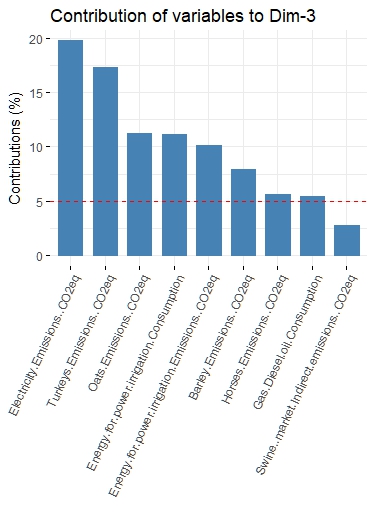 Contribution of variables to Dim-3
Contributions (%)
20
15
10
5
0
Electricity.Emissions..CO2eq
Turkeys.Emissions..CO2eq
Oats.Emissions..CO2eq
Energy.for.power.irrigation.Consumption
Energy.for.power.irrigation.Emissions..CO2eq
Barley.Emissions..CO2eq
Horses.Emissions..CO2eq
Gas.Diesel.oil.Consumption
Swine..market.Indirect.emissions..CO2eq